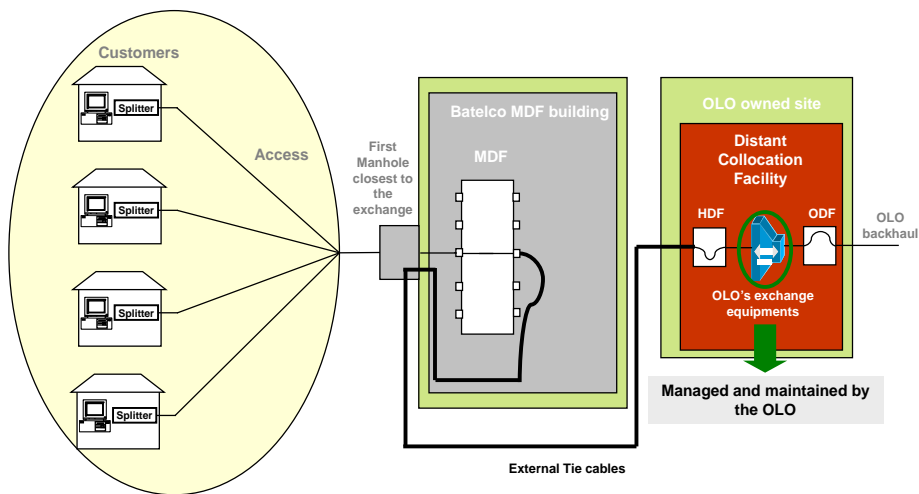 Customers
Splitter
Splitter
Splitter
Splitter
Access
First
Manhole
closest to
the
exchange
Batelco MDF building
MDF
OLO owned site
Distant
Collocation
Facility
HDF
ODF
OLO
backhaul
OLO's exchange
equipments
Managed and maintained by
the OLO
External Tie cables